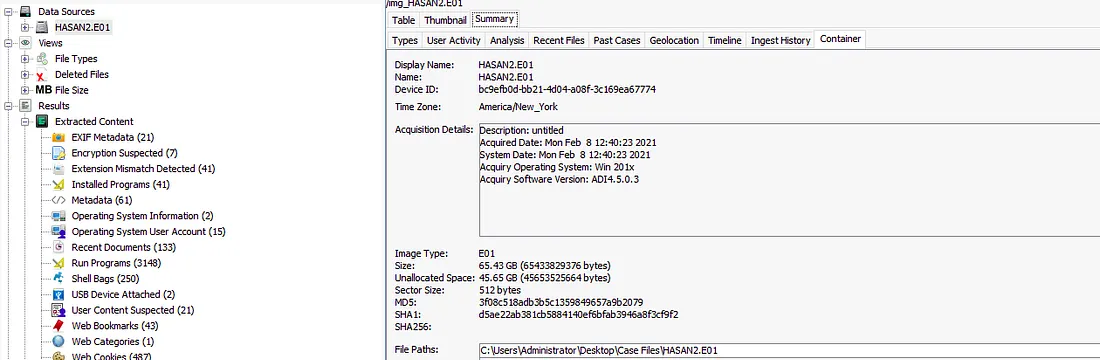 Data Sources
HASAN2.E01
Views
File Types
Deleted Files
MB File Size
Results
Extracted Content
EXIF Metadata (21)
Encryption Suspected (7)
Extension Mismatch Detected (41)
Installed Programs (41)
Metadata (61)
Operating System Information (2)
Operating System User Account (15)
Recent Documents (133)
Run Programs (3148)
Shell Bags (250)
USB Device Attached (2)
User Content Suspected (21)
Web Bookmarks (43)
Web Categories (1)
Web Cookies (487)
/img_HASAN2.E01
Table Thumbnail Summary
Types User Activity Analysis Recent Files Past Cases Geolocation Timeline Ingest History Container
Display Name: HASAN2.E01
Name: HASAN2.E01
Device ID: bc9efb0d-bb21-4d04-a08f-3c169ea67774
Time Zone: America/New_York
Acquisition Details: Description: untitled
Acquired Date: Mon Feb 8 12:40:23 2021
System Date: Mon Feb 8 12:40:23 2021
Acquiry Operating System: Win 201x
Acquiry Software Version: ADI4.5.0.3
Image Type: E01
Size: 65.43 GB (65433829376 bytes)
Unallocated Space: 45.65 GB (45653525664 bytes)
Sector Size: 512 bytes
MD5: 3f08c518adb3b5c1359849657a9b2079
SHA1: d5ae22ab381cb5884140ef6bfab3946a8f3cf9f2
SHA256:
File Paths: C:\Users\Administrator\Desktop\Case Files\HASAN2.E01